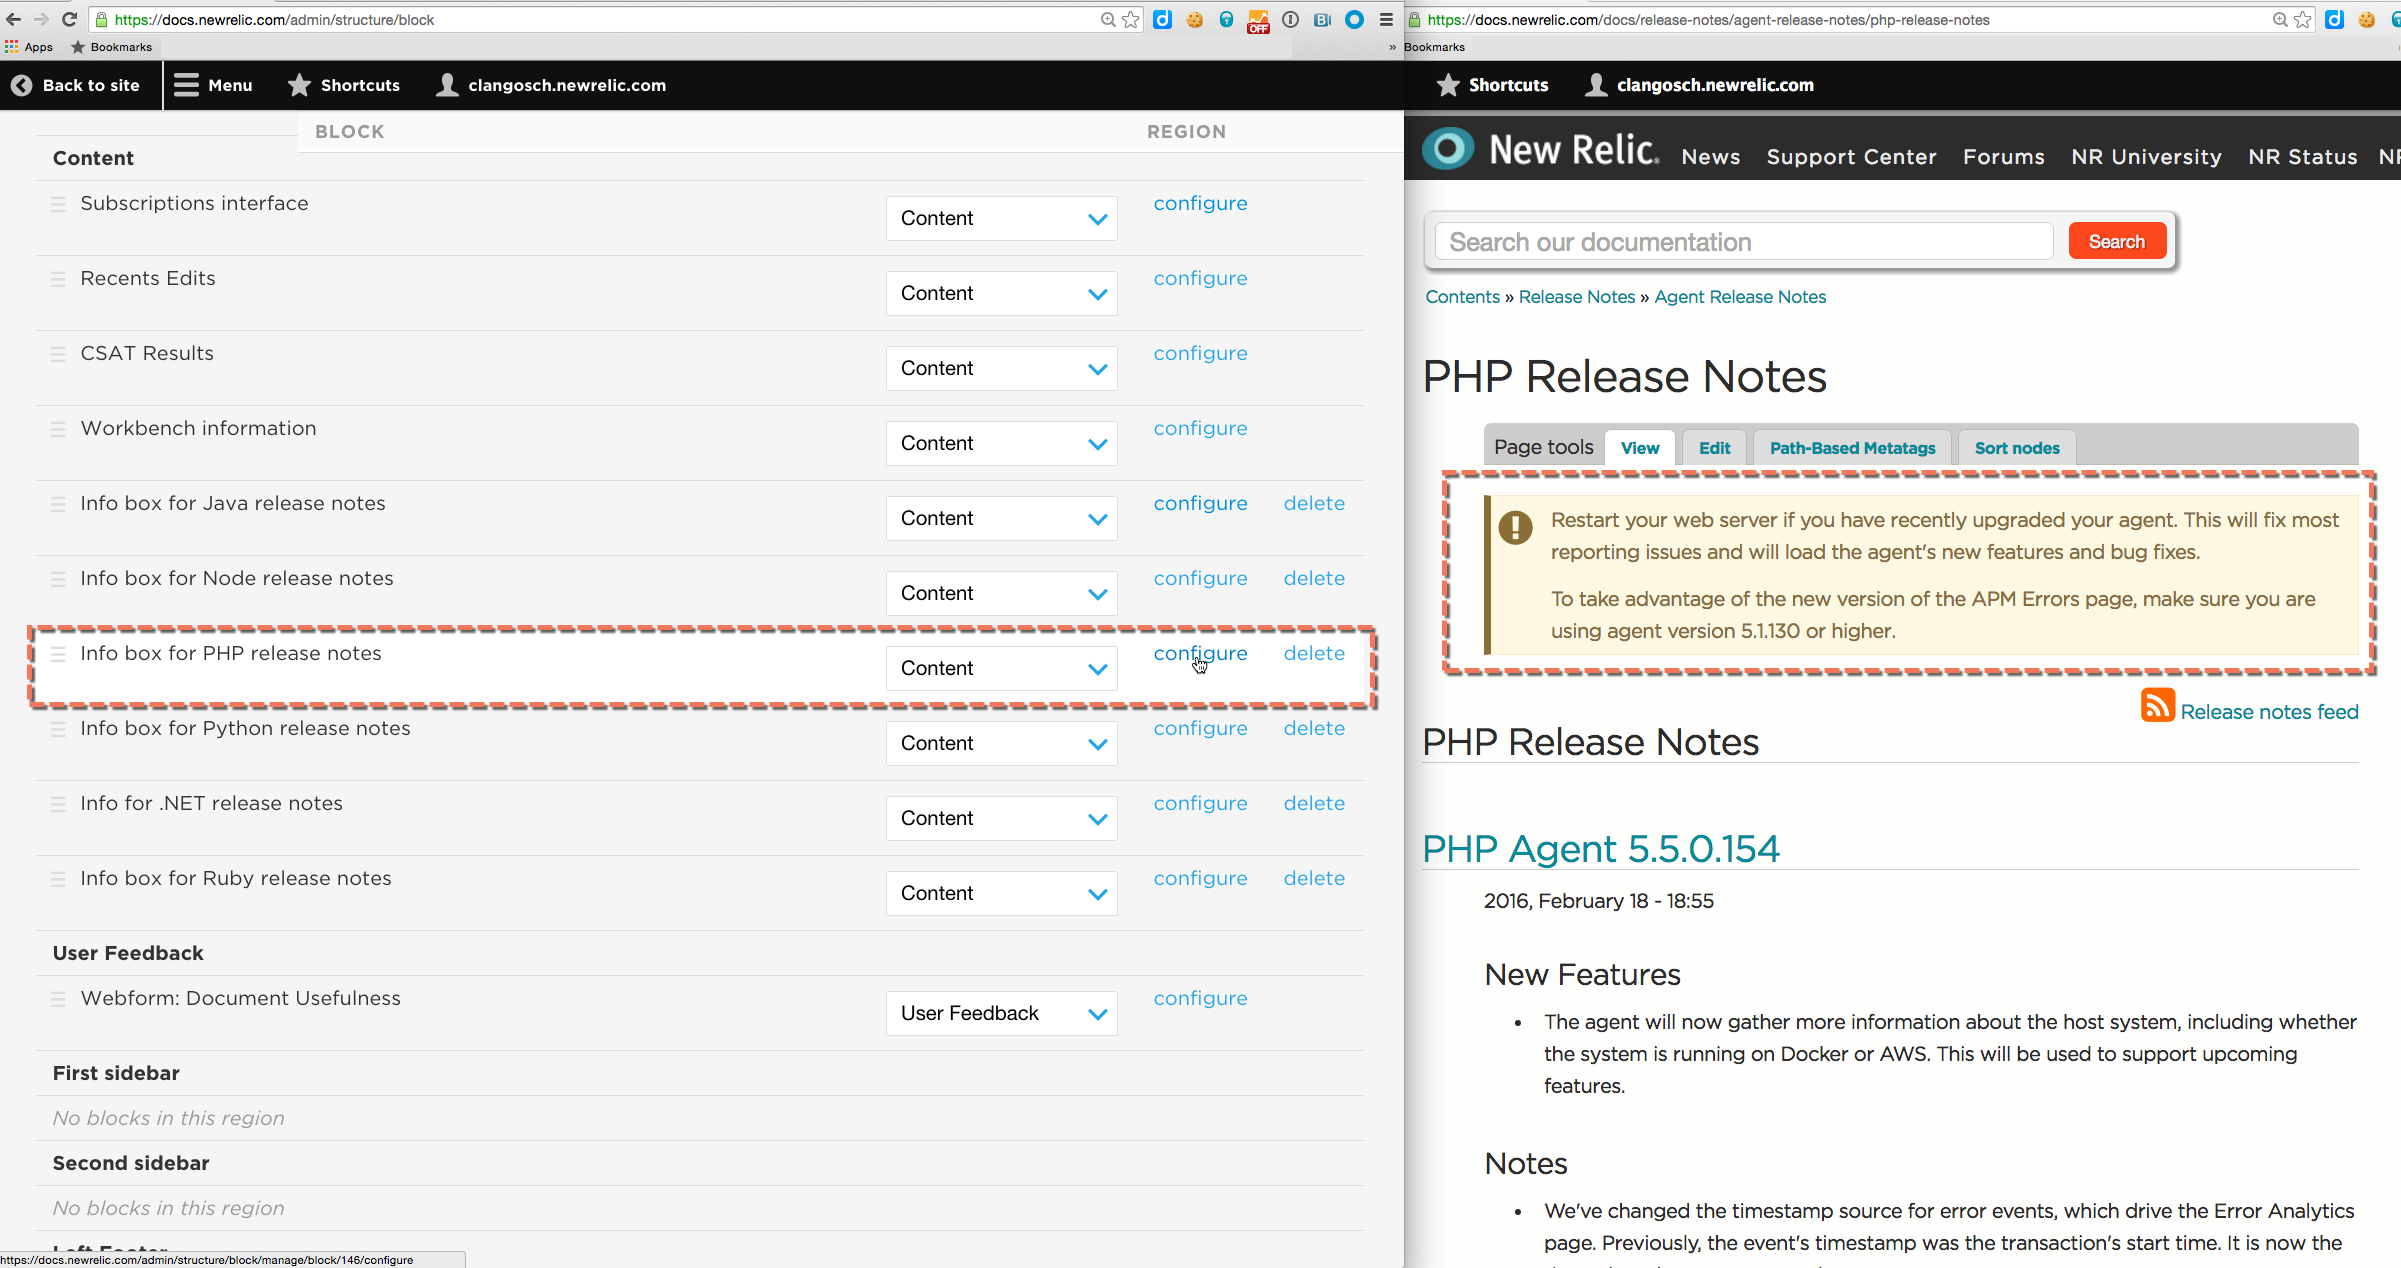 https://docs.newrelic.com/admin/structure/block
OFF
Apps
Bookmarks
»
Back to site
Menu
Shortcuts
clangosch.newrelic.com
BLOCK
REGION
Content
Subscriptions interface
Content
configure
Recents Edits
Content
configure
CSAT Results
Content
configure
Workbench information
Content
configure
Info box for Java release notes
Content
configure
delete
Info box for Node release notes
Content
configure
delete
Info box for PHP release notes
Content
configure
delete
Info box for Python release notes
Content
configure
delete
Info for .NET release notes
Content
configure
delete
Info box for Ruby release notes
Content
configure
delete
User Feedback
Webform: Document Usefulness
User Feedback
configure
First sidebar
No blocks in this region
Second sidebar
No blocks in this region
Left Footer
https://docs.newrelic.com/admin/structure/block/manage/block/146/configure
https://docs.newrelic.com/docs/release-notes/agent-release-notes/php-release-notes
Bookmarks
Shortcuts
clangosch.newrelic.com
New Relic.
News
Support Center
Forums
NR University
NR Status
Search our documentation
Search
Contents » Release Notes » Agent Release Notes
PHP Release Notes
Page tools
View
Edit
Path-Based Metatags
Sort nodes
Restart your web server if you have recently upgraded your agent. This will fix most
reporting issues and will load the agent's new features and bug fixes.
To take advantage of the new version of the APM Errors page, make sure you are
using agent version 5.1.130 or higher.
Release notes feed
PHP Release Notes
PHP Agent 5.5.0.154
2016, February 18 - 18:55
New Features
• The agent will now gather more information about the host system, including whether
the system is running on Docker or AWS. This will be used to support upcoming
features.
Notes
• We've changed the timestamp source for error events, which drive the Error Analytics
page. Previously, the event's timestamp was the transaction's start time. It is now the